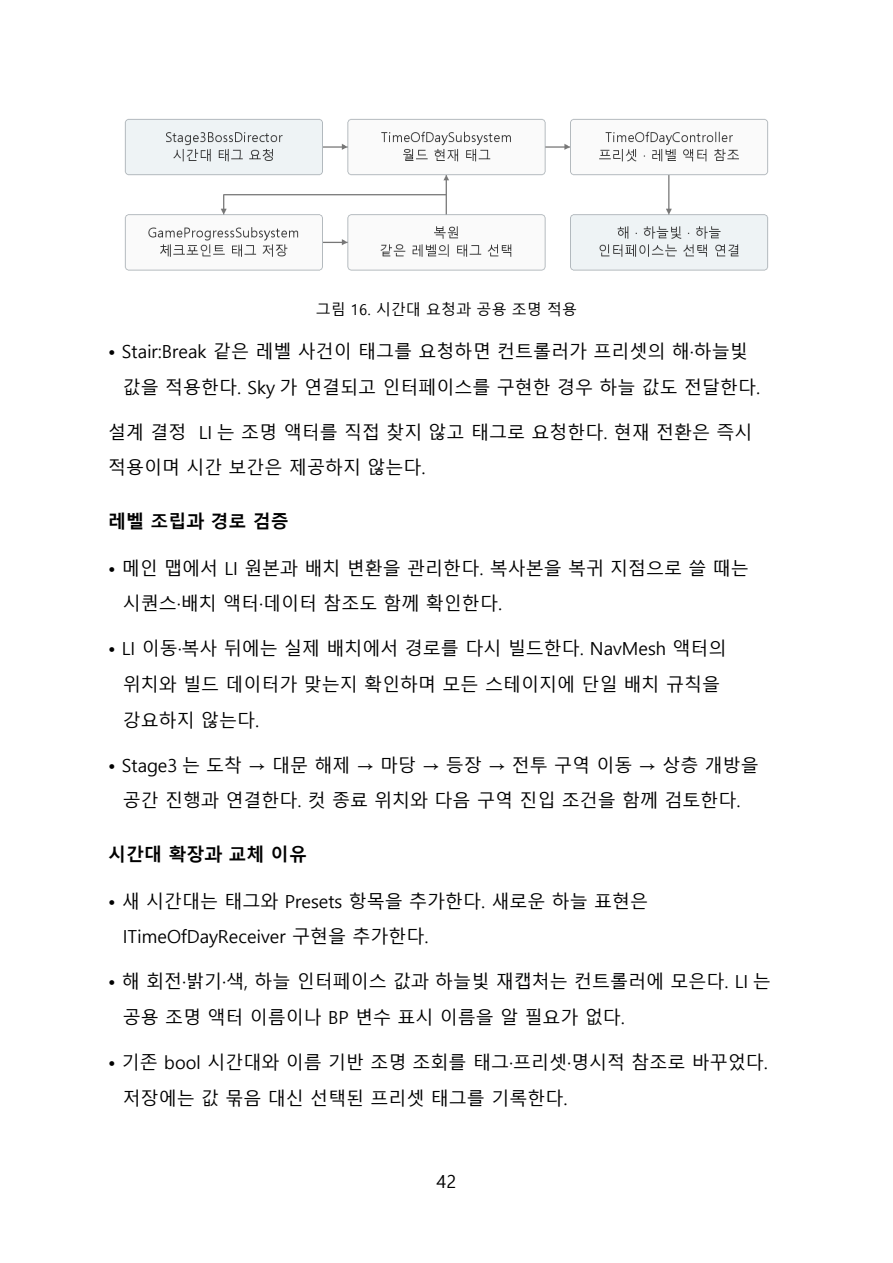 Stage3BossDirector
시간대 태그 요청
TimeOfDaySubsystem
월드 현재 태그
TimeOfDayController
프리셋 · 레벨 액터 참조
GameProgressSubsystem
체크포인트 태그 저장
복원
같은 레벨의 태그 선택
해 · 하늘빛 · 하늘
인터페이스는 선택 연결
그림 16. 시간대 요청과 공용 조명 적용
• Stair:Break 같은 레벨 사건이 태그를 요청하면 컨트롤러가 프리셋의 해·하늘빛
값을 적용한다. Sky 가 연결되고 인터페이스를 구현한 경우 하늘 값도 전달한다.
설계 결정 LI 는 조명 액터를 직접 찾지 않고 태그로 요청한다. 현재 전환은 즉시
적용이며 시간 보간은 제공하지 않는다.
레벨 조립과 경로 검증
• 메인 맵에서 LI 원본과 배치 변환을 관리한다. 복사본을 복귀 지점으로 쓸 때는
시퀀스·배치 액터·데이터 참조도 함께 확인한다.
• LI 이동·복사 뒤에는 실제 배치에서 경로를 다시 빌드한다. NavMesh 액터의
위치와 빌드 데이터가 맞는지 확인하며 모든 스테이지에 단일 배치 규칙을
강요하지 않는다.
• Stage3 는 도착 → 대문 해제 → 마당 → 등장 → 전투 구역 이동 → 상층 개방을
공간 진행과 연결한다. 컷 종료 위치와 다음 구역 진입 조건을 함께 검토한다.
시간대 확장과 교체 이유
• 새 시간대는 태그와 Presets 항목을 추가한다. 새로운 하늘 표현은
ITimeOfDayReceiver 구현을 추가한다.
• 해 회전·밝기·색, 하늘 인터페이스 값과 하늘빛 재캡처는 컨트롤러에 모은다. LI 는
공용 조명 액터 이름이나 BP 변수 표시 이름을 알 필요가 없다.
• 기존 bool 시간대와 이름 기반 조명 조회를 태그·프리셋·명시적 참조로 바꾸었다.
저장에는 값 묶음 대신 선택된 프리셋 태그를 기록한다.
42